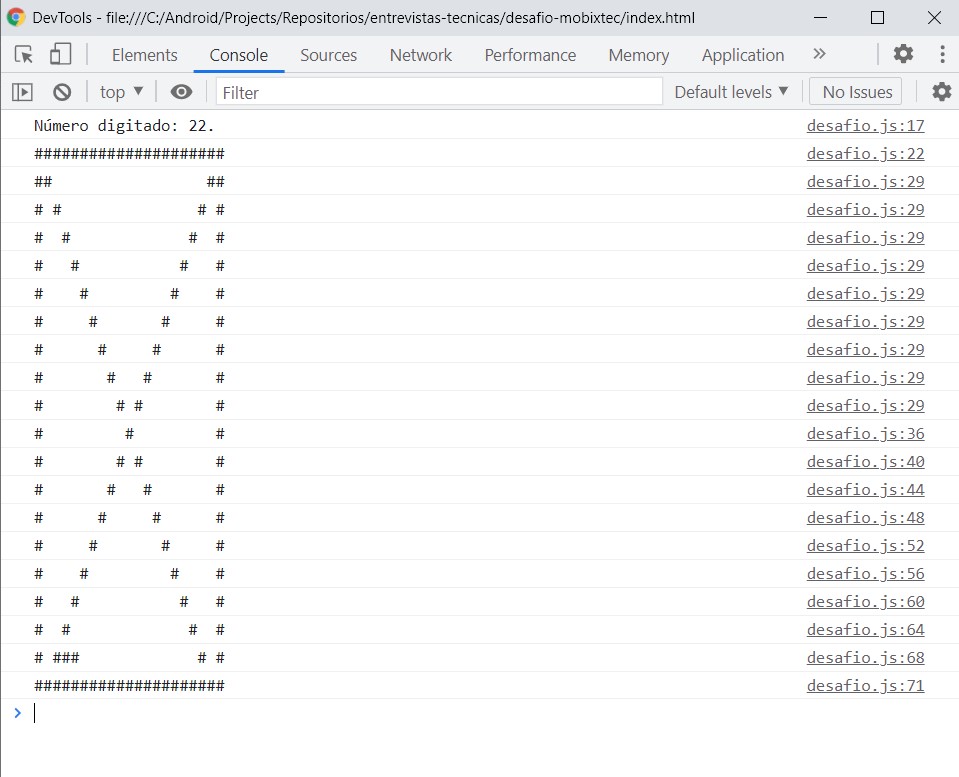 DevTools - file:///C:/Android/Projects/Repositorios/entrevistas-tecnicas/desafio-mobixtec/index.html
Elements Console Sources Network Performance Memory Application »
top ▼ Filter Default levels ▼ No Issues
Número digitado: 22. desafio.js:17
##################### desafio.js:22
##                 ## desafio.js:29
# #               # # desafio.js:29
#  #             #  # desafio.js:29
#   #           #   # desafio.js:29
#    #         #    # desafio.js:29
#     #       #     # desafio.js:29
#      #     #      # desafio.js:29
#       #   #       # desafio.js:29
#        # #        # desafio.js:29
#         #         # desafio.js:36
#        # #        # desafio.js:40
#       #   #       # desafio.js:44
#      #     #      # desafio.js:48
#     #       #     # desafio.js:52
#    #         #    # desafio.js:56
#   #           #   # desafio.js:60
#  #             #  # desafio.js:64
# ###             # # desafio.js:68
##################### desafio.js:71
>